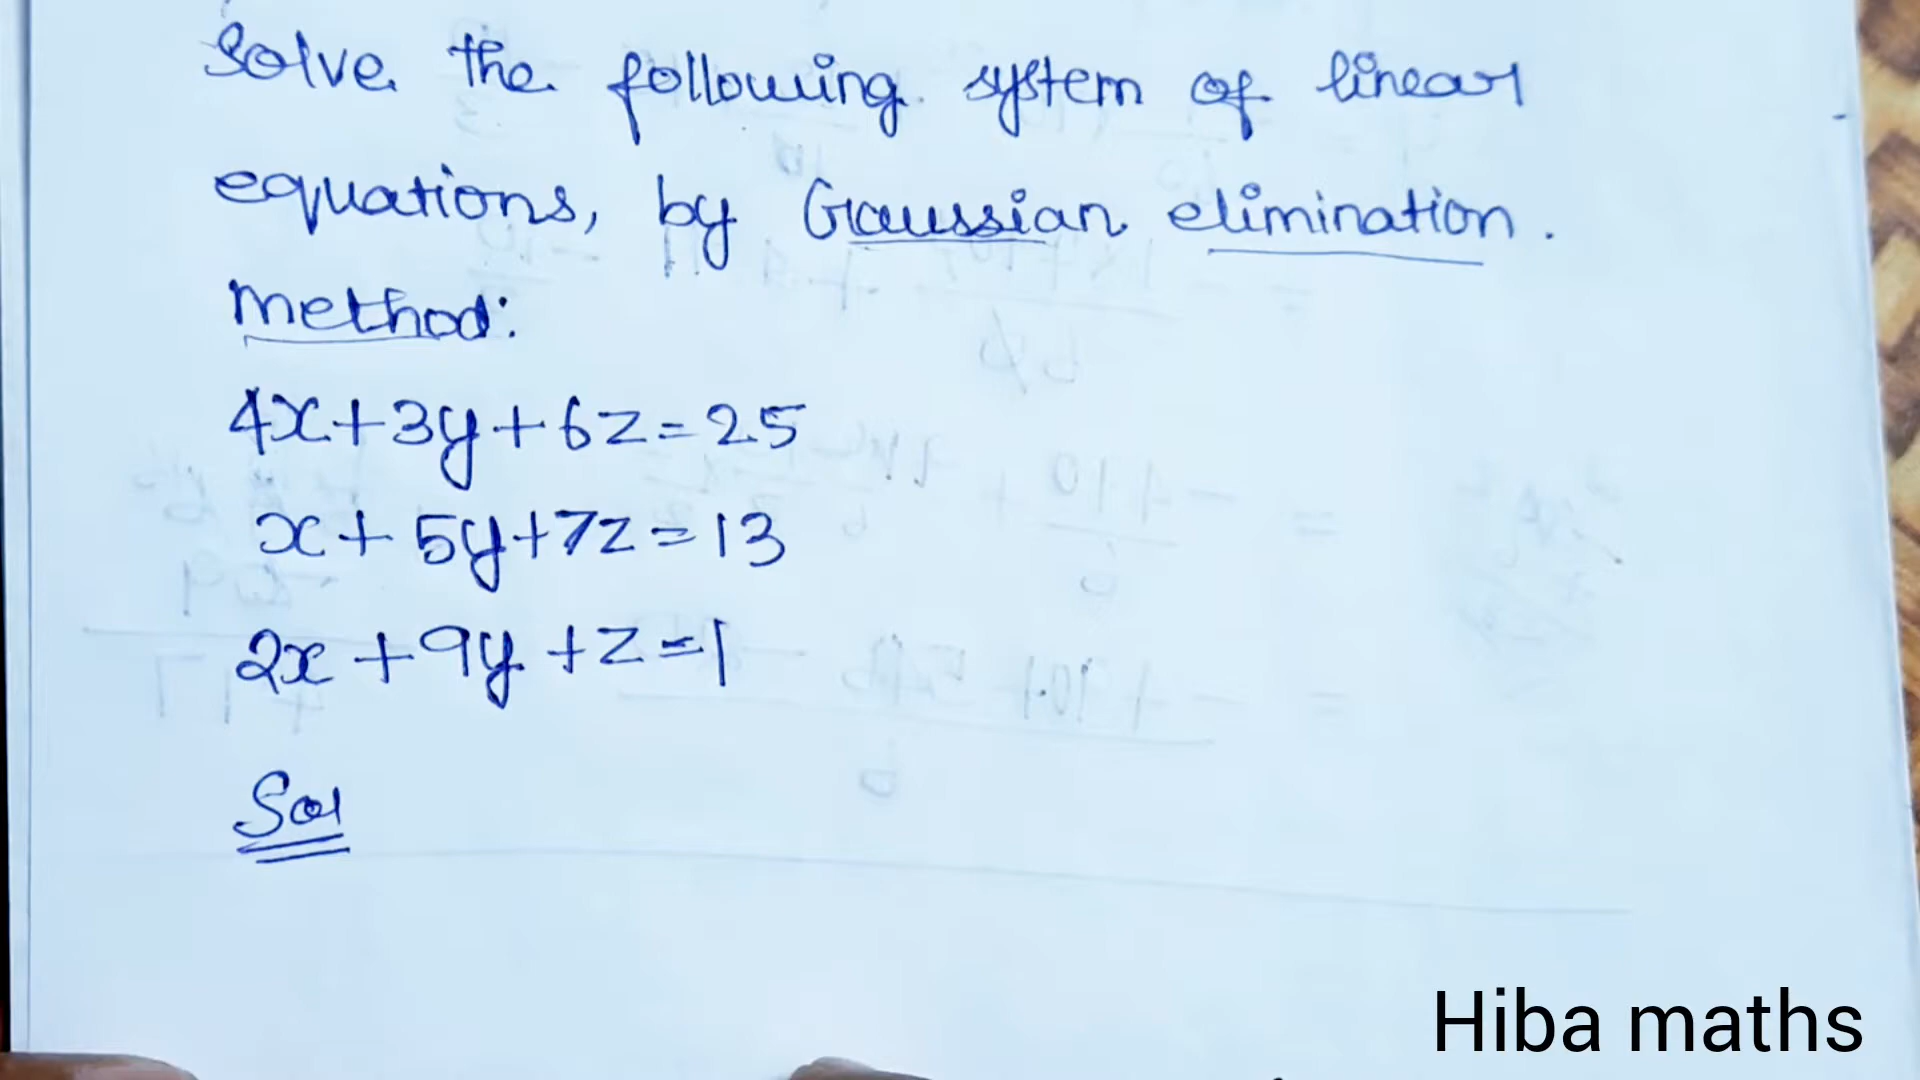 Solve the following system of linear
equations, by Gaussian elimination.
method:
4x+3y+6z=25
x+5y+7z=13
2x+9y+z=1
Sol
Hiba maths